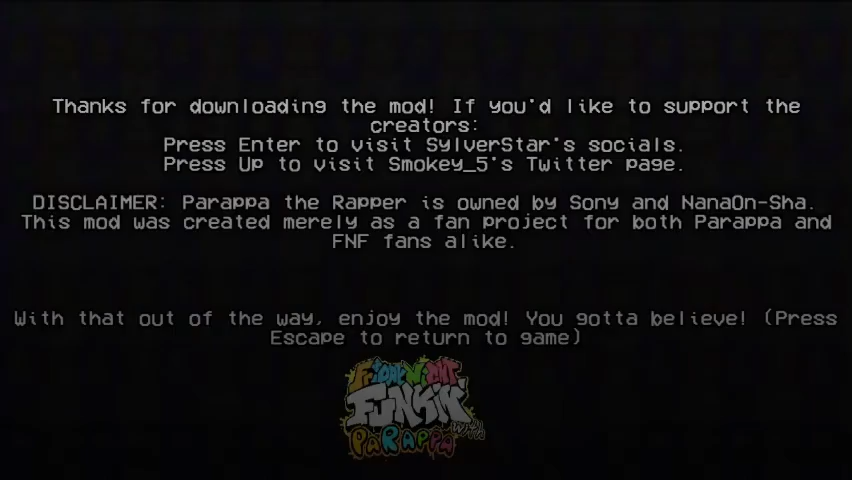 Thanks for downloading the mod! If you'd like to support the
creators:
Press Enter to visit SylverStar's socials.
Press Up to visit Smokey_5's Twitter page.
DISCLAIMER: Parappa the Rapper is owned by Sony and NanaOn-Sha.
This mod was created merely as a fan project for both Parappa and
FNF fans alike.
With that out of the way, enjoy the mod! You gotta believe! (Press
Escape to return to game)
Friday Night
Funkin'
with
PaRappa